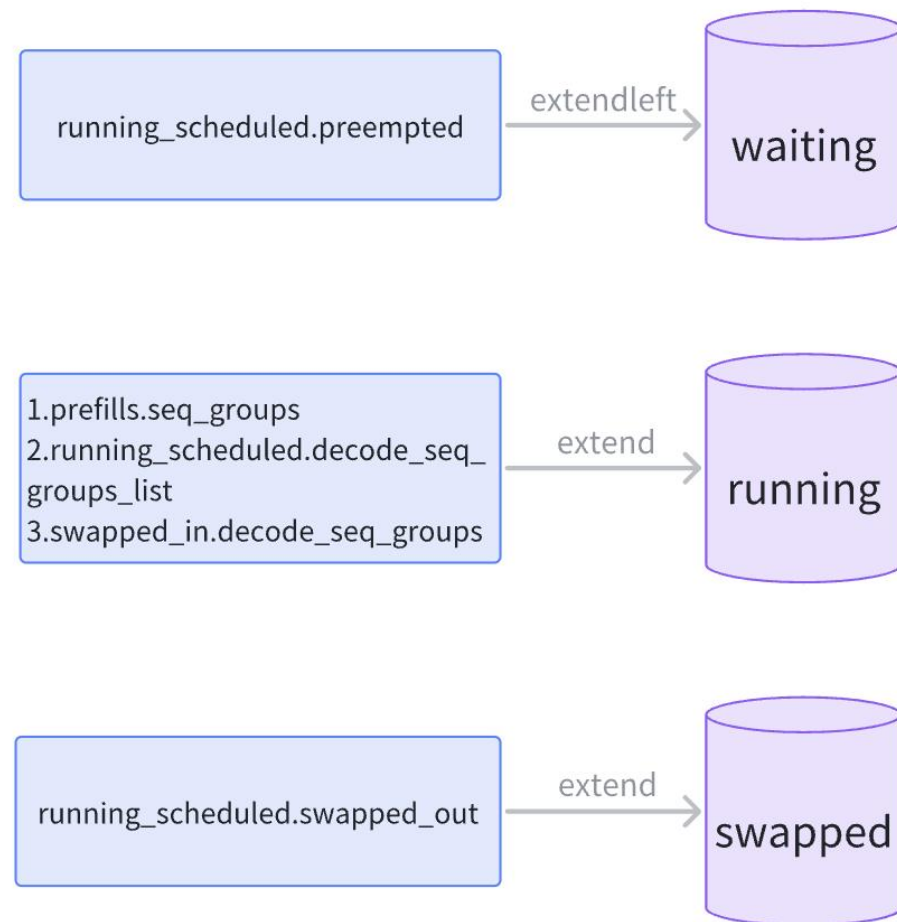 running_scheduled.preempted
extendleft
waiting
1.prefills.seq_groups
2.running_scheduled.decode_seq_
groups_list
3.swapped_in.decode_seq_groups
extend
running
running_scheduled.swapped_out
extend
swapped